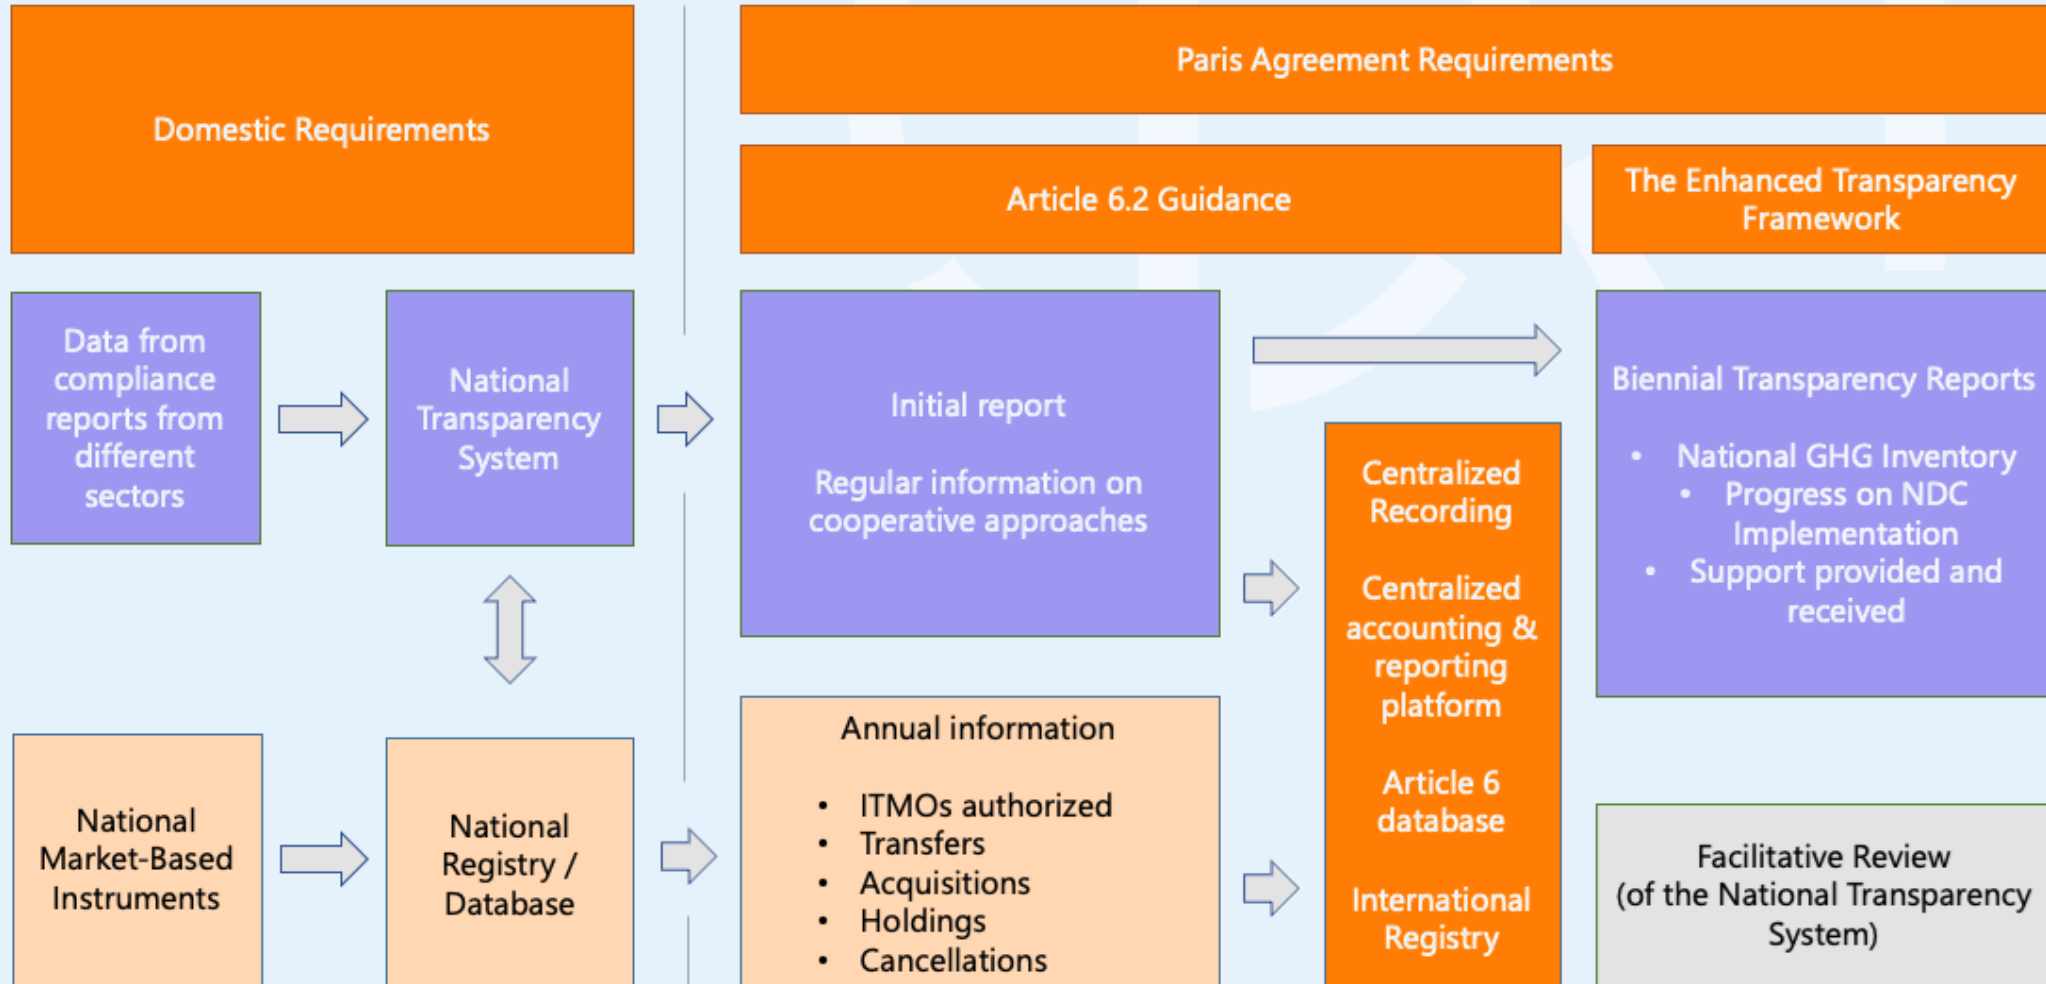 Domestic Requirements
Paris Agreement Requirements
Article 6.2 Guidance
The Enhanced Transparency
Framework
Data from
compliance
reports from
different
sectors
National
Transparency
System
Initial report
Regular information on
cooperative approaches
Centralized
Recording
Centralized
accounting &
reporting
platform
Article 6
database
International
Registry
Biennial Transparency Reports
• National GHG Inventory
• Progress on NDC
Implementation
• Support provided and
received
National
Market-Based
Instruments
National
Registry /
Database
Annual information
• ITMOs authorized
• Transfers
• Acquisitions
• Holdings
• Cancellations
Facilitative Review
(of the National Transparency
System)